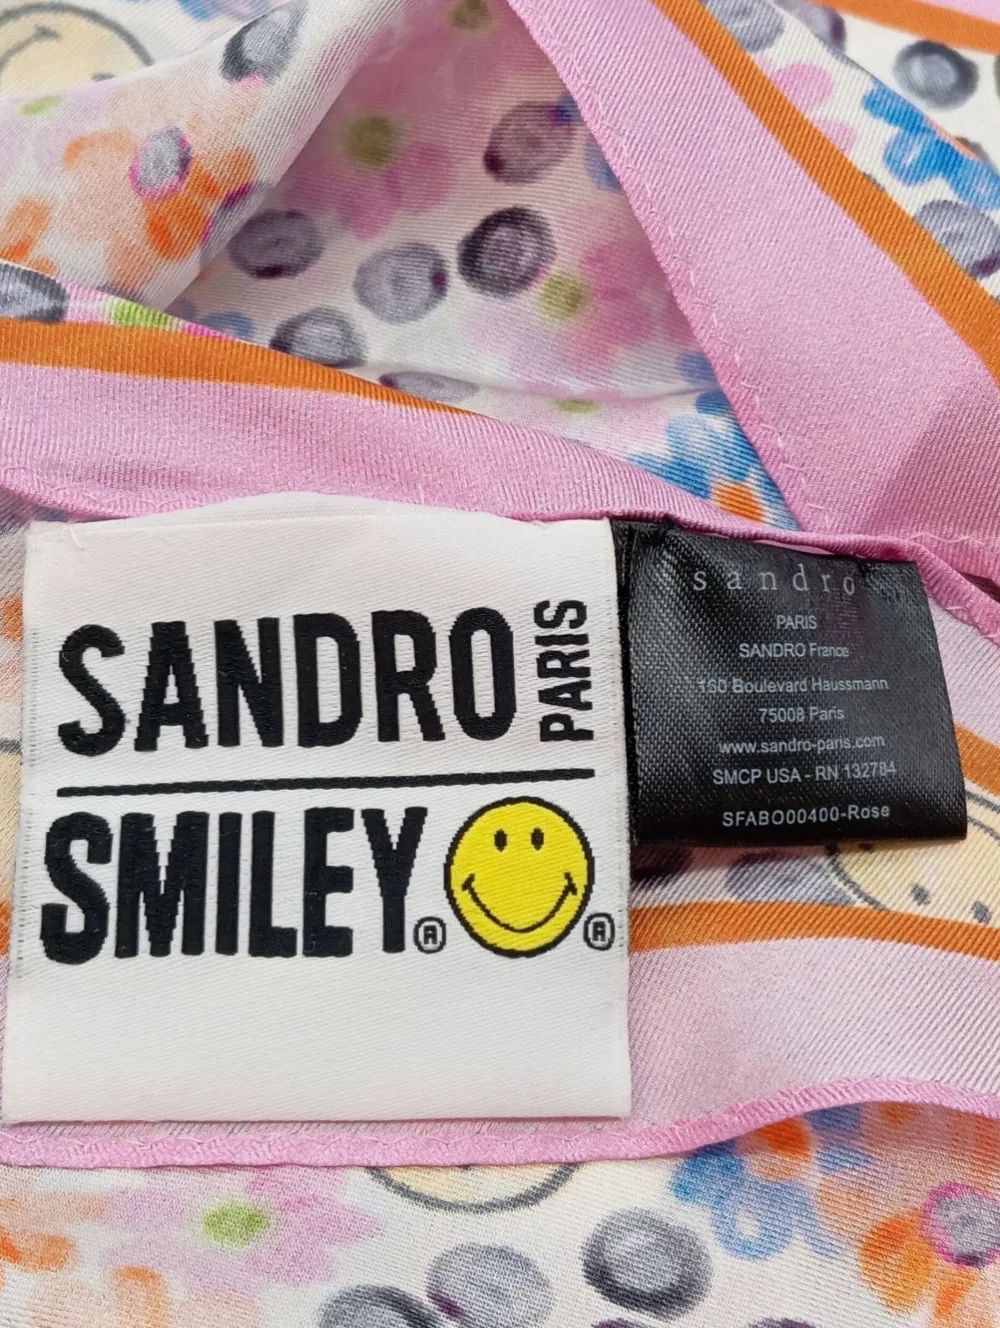 SANDRO PARIS
SMILEY® ®
sandro
PARIS
SANDRO France
150 Boulevard Haussmann
75008 Paris
www.sandro-paris.com
SMCP USA - RN 132784
SFABO00400-Rose